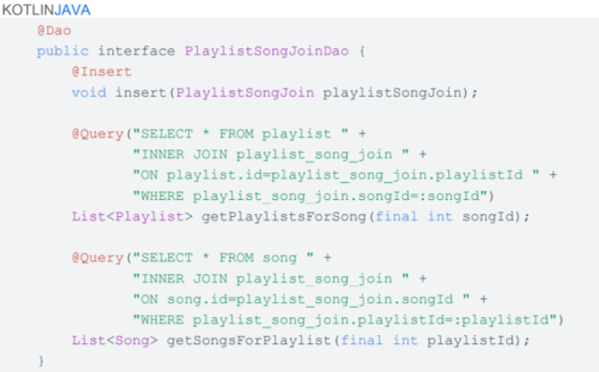 KOTLINJAVA
@Dao
public interface PlaylistSongJoinDao {
@Insert
void insert(PlaylistSongJoin playlistSongJoin);
@Query("SELECT * FROM playlist " +
"INNER JOIN playlist_song_join " +
"ON playlist.id=playlist_song_join.playlistId " +
"WHERE playlist_song_join.songId=:songId")
List<Playlist> getPlaylistsForSong(final int songId);
@Query("SELECT * FROM song " +
"INNER JOIN playlist_song_join " +
"ON song.id=playlist_song_join.songId " +
"WHERE playlist_song_join.playlistId=:playlistId")
List<Song> getSongsForPlaylist(final int playlistId);
}